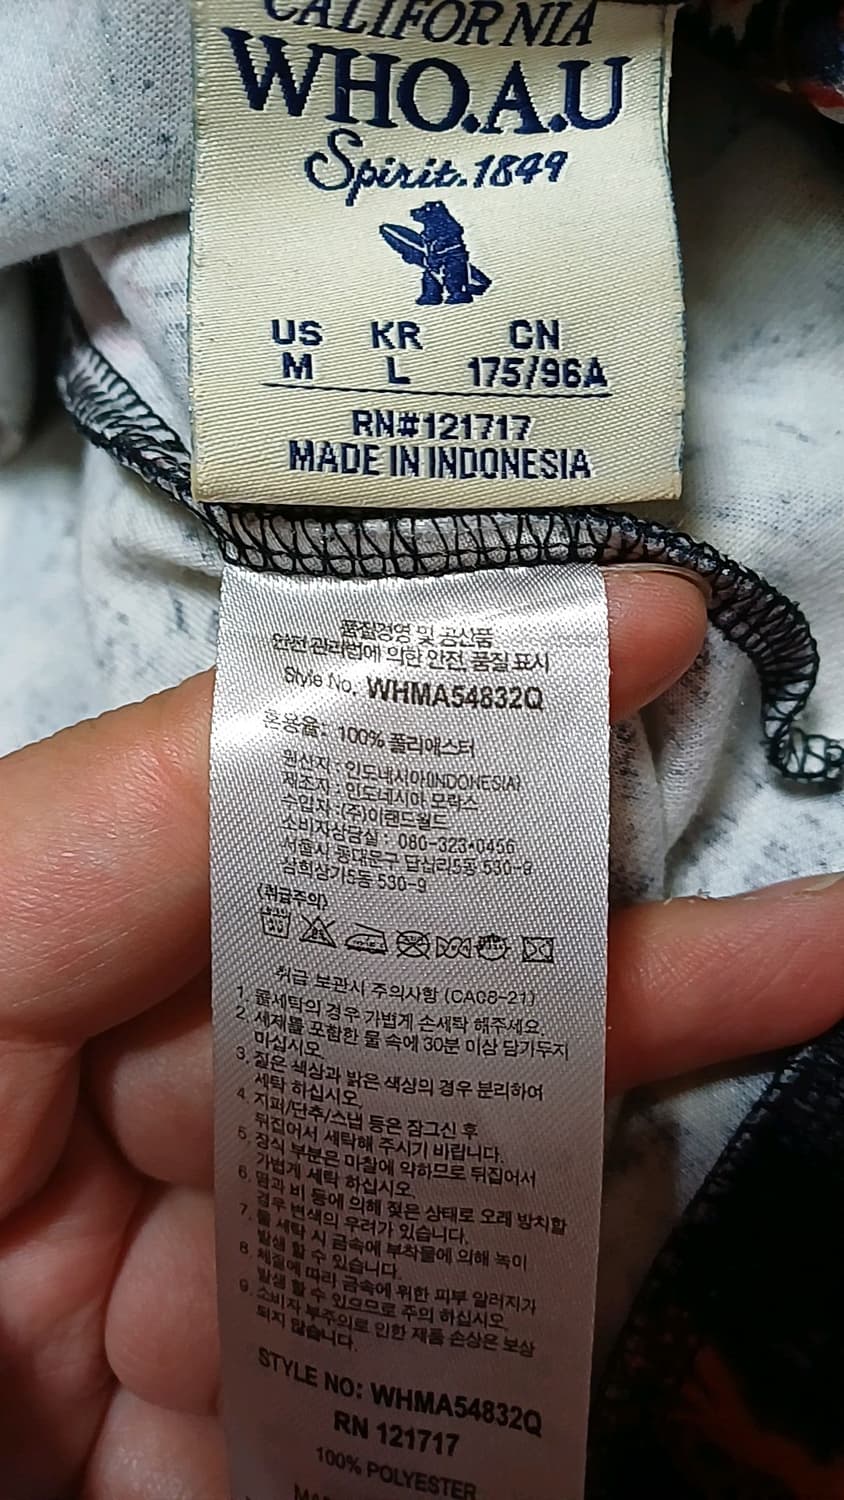 CALIFORNIA
WHO.A.U
Spirit.1849
US KR CN
M L 175/96A
RN#121717
MADE IN INDONESIA
품질경영 및 공산품
안전 관리법에 의한 안전, 품질 표시
Style No. WHMA54832Q
혼용율: 100% 폴리에스터
원산지 : 인도네시아(INDONESIA)
제조자 : 인도네시아 모락스
수입자 : (주)이랜드월드
소비자상담실 : 080-323-0456
서울시 동대문구 답십리5동 530-9
삼희상기5동 530-9
(취급주의)
취급 보관시 주의사항 (CA08-21)
1. 물세탁의 경우 가볍게 손세탁 해주세요.
2. 세제를 포함한 물 속에 30분 이상 담가두지
마십시오.
3. 짙은 색상과 밝은 색상의 경우 분리하여
세탁 하십시오.
4. 지퍼/단추/스냅 등은 잠그신 후
뒤집어서 세탁해 주시기 바랍니다.
5. 장식 부분은 마찰에 약하므로 뒤집어서
가볍게 세탁 하십시오.
6. 땀과 비 등에 의해 젖은 상태로 오래 방치할
경우 변색의 우려가 있습니다.
7. 물 세탁 시 금속에 부착물에 의해 녹이
발생 할 수 있습니다.
8. 체질에 따라 금속에 위한 피부 알러지가
발생 할 수 있으므로 주의 하십시오.
9. 소비자 부주의로 인한 제품 손상은 보상
되지 않습니다.
STYLE NO: WHMA54832Q
RN 121717
100% POLYESTER